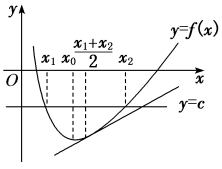 y
y=f(x)
x₁ x₀ (x₁+x₂)/2 x₂
O
x
y=c